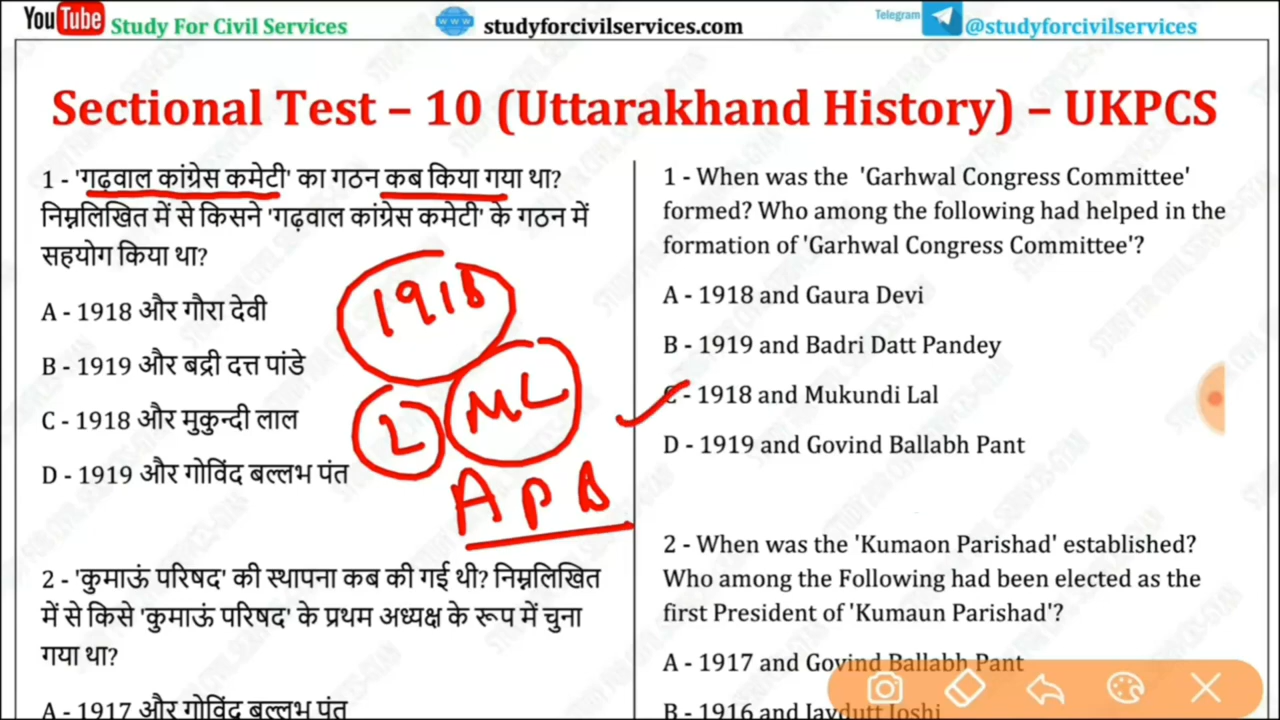 YouTube Study For Civil Services
studyforcivilservices.com
Telegram
@studyforcivilservices
Sectional Test – 10 (Uttarakhand History) – UKPCS
1 - 'गढ़वाल कांग्रेस कमेटी' का गठन कब किया गया था?
निम्नलिखित में से किसने 'गढ़वाल कांग्रेस कमेटी' के गठन में
सहयोग किया था?
A - 1918 और गौरा देवी
B - 1919 और बद्री दत्त पांडे
C - 1918 और मुकुन्दी लाल
D - 1919 और गोविंद बल्लभ पंत
1918
L ML
A P B
2 - 'कुमाऊं परिषद' की स्थापना कब की गई थी? निम्नलिखित
में से किसे 'कुमाऊं परिषद' के प्रथम अध्यक्ष के रूप में चुना
गया था?
A - 1917 और गोविंद बल्लभ पंत
1 - When was the 'Garhwal Congress Committee'
formed? Who among the following had helped in the
formation of 'Garhwal Congress Committee'?
A - 1918 and Gaura Devi
B - 1919 and Badri Datt Pandey
C - 1918 and Mukundi Lal
D - 1919 and Govind Ballabh Pant
2 - When was the 'Kumaon Parishad' established?
Who among the Following had been elected as the
first President of 'Kumaun Parishad'?
A - 1917 and Govind Ballabh Pant
B - 1916 and Jaydutt Joshi